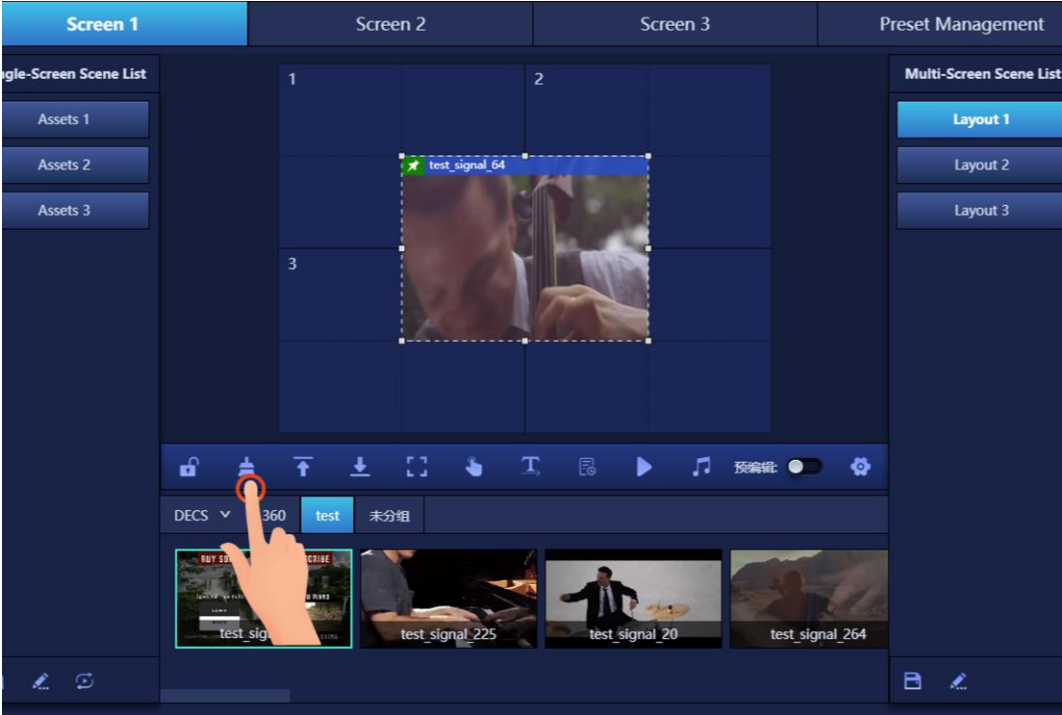 Screen 1
Screen 2
Screen 3
Preset Management
ngle-Screen Scene List
Assets 1
Assets 2
Assets 3
1
2
3
test_signal_64
Multi-Screen Scene List
Layout 1
Layout 2
Layout 3
预编辑:
DECS
360
test
未分组
BUY
test_sig
test_signal_225
test_signal_20
test_signal_264